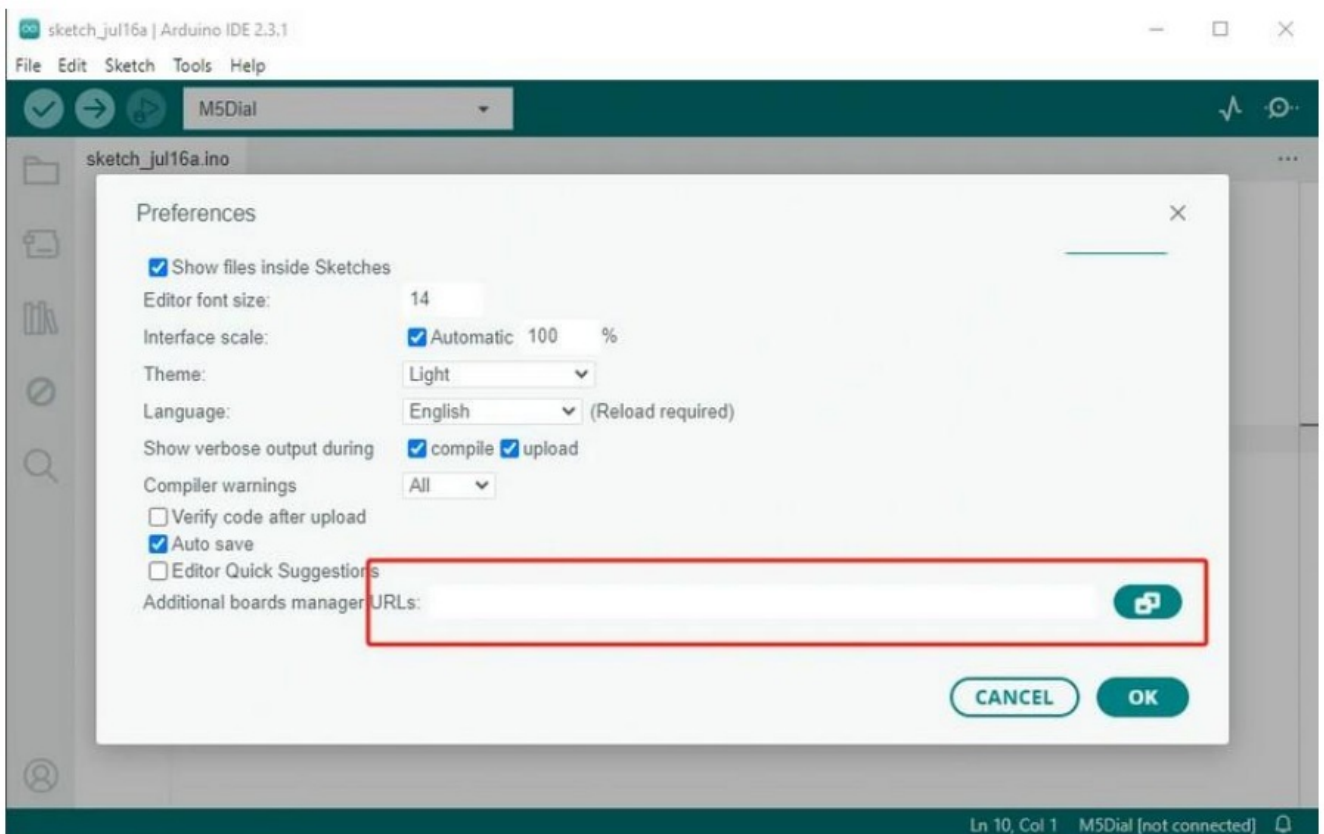 sketch_jul16a | Arduino IDE 2.3.1
File Edit Sketch Tools Help
M5Dial
sketch_jul16a.ino
Preferences
Show files inside Sketches
Editor font size: 14
Interface scale: Automatic 100 %
Theme: Light
Language: English (Reload required)
Show verbose output during compile upload
Compiler warnings All
Verify code after upload
Auto save
Editor Quick Suggestions
Additional boards manager URLs:
CANCEL OK
Ln 10, Col 1 M5Dial [not connected]